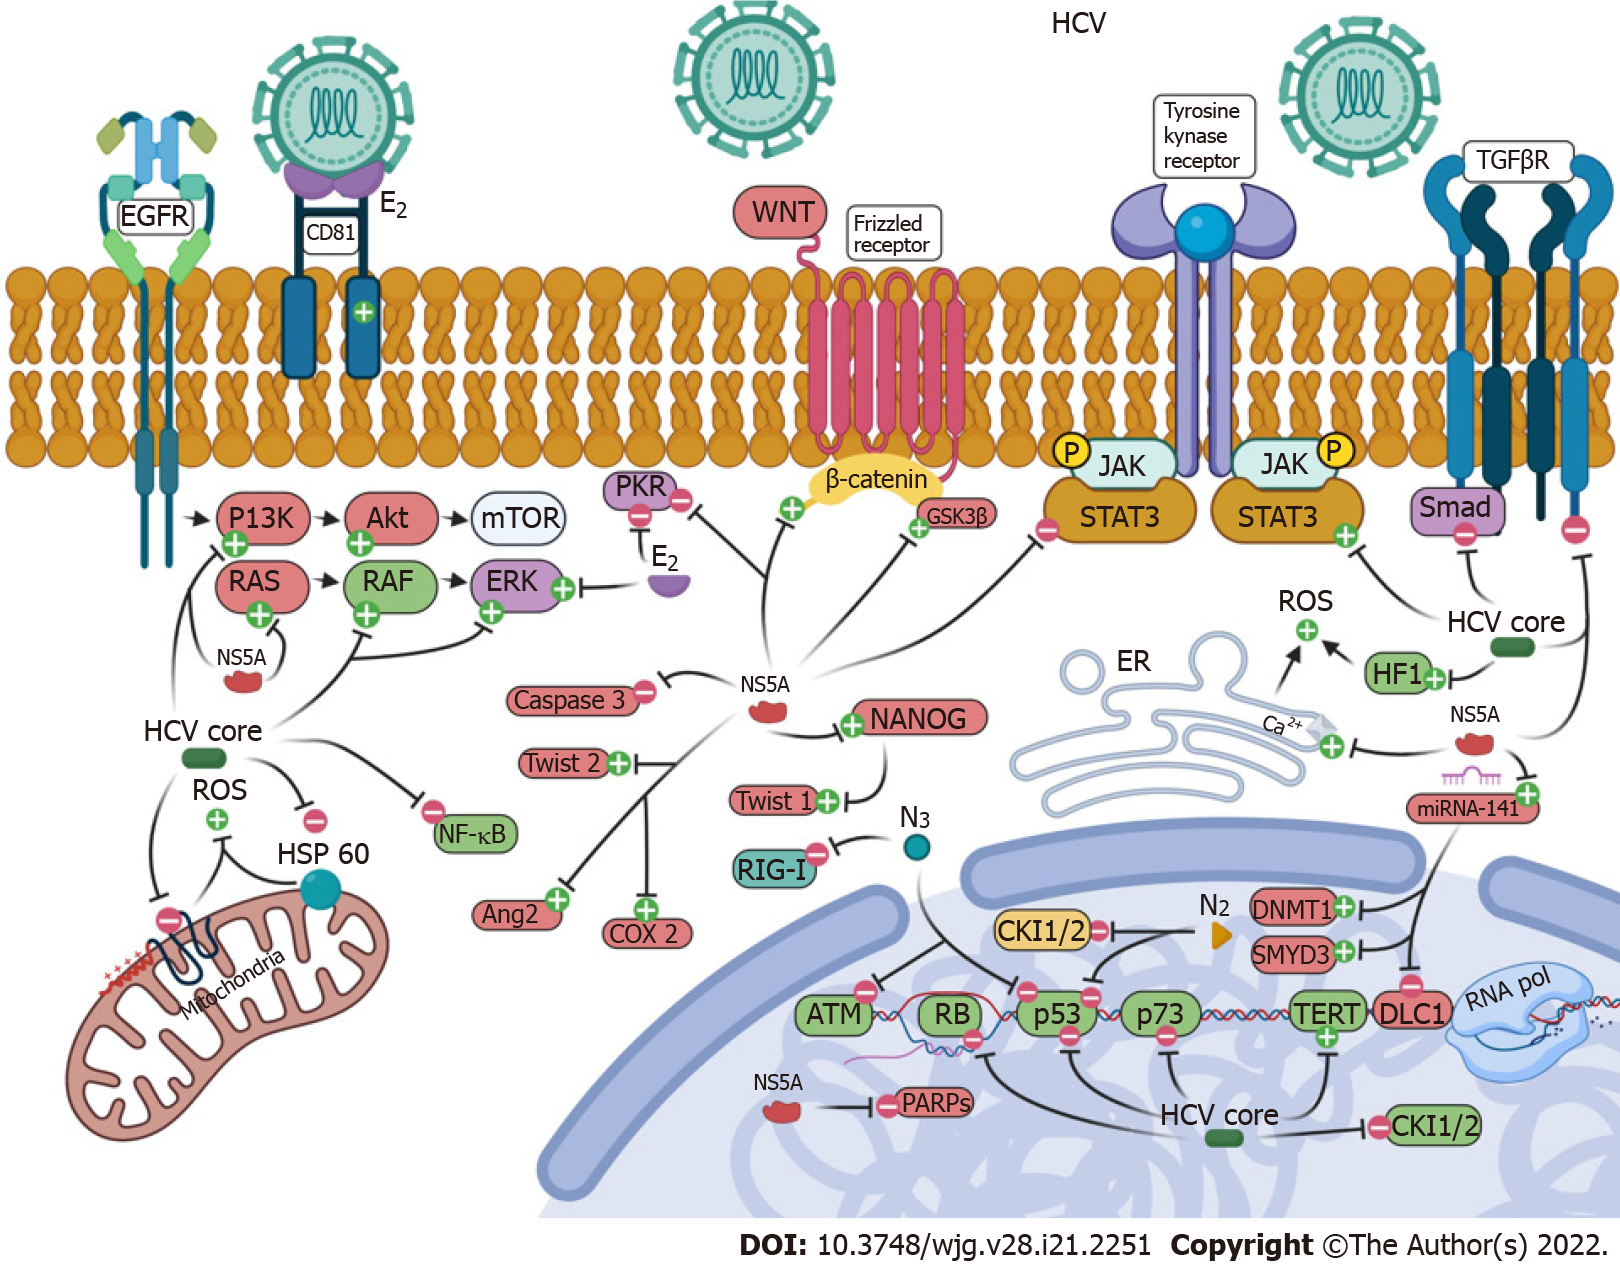 HCV
Tyrosine
kynase
receptor
TGFβR
EGFR
E2
CD81
WNT
Frizzled
receptor
P
JAK
JAK
P
β-catenin
PKR
GSK3β
STAT3
STAT3
Smad
P13K
Akt
mTOR
E2
RAS
RAF
ERK
ROS
HCV core
NS5A
ER
HF1
Caspase 3
NS5A
NANOG
Ca2+
NS5A
HCV core
Twist 2
ROS
Twist 1
miRNA-141
N3
NF-κB
HSP 60
RIG-I
Ang2
COX 2
CKI1/2
N2
DNMT1
SMYD3
Mitochondria
ATM
RB
p53
p73
TERT
DLC1
RNA pol
NS5A
PARPs
HCV core
CKI1/2
DOI: 10.3748/wjg.v28.i21.2251 Copyright ©The Author(s) 2022.